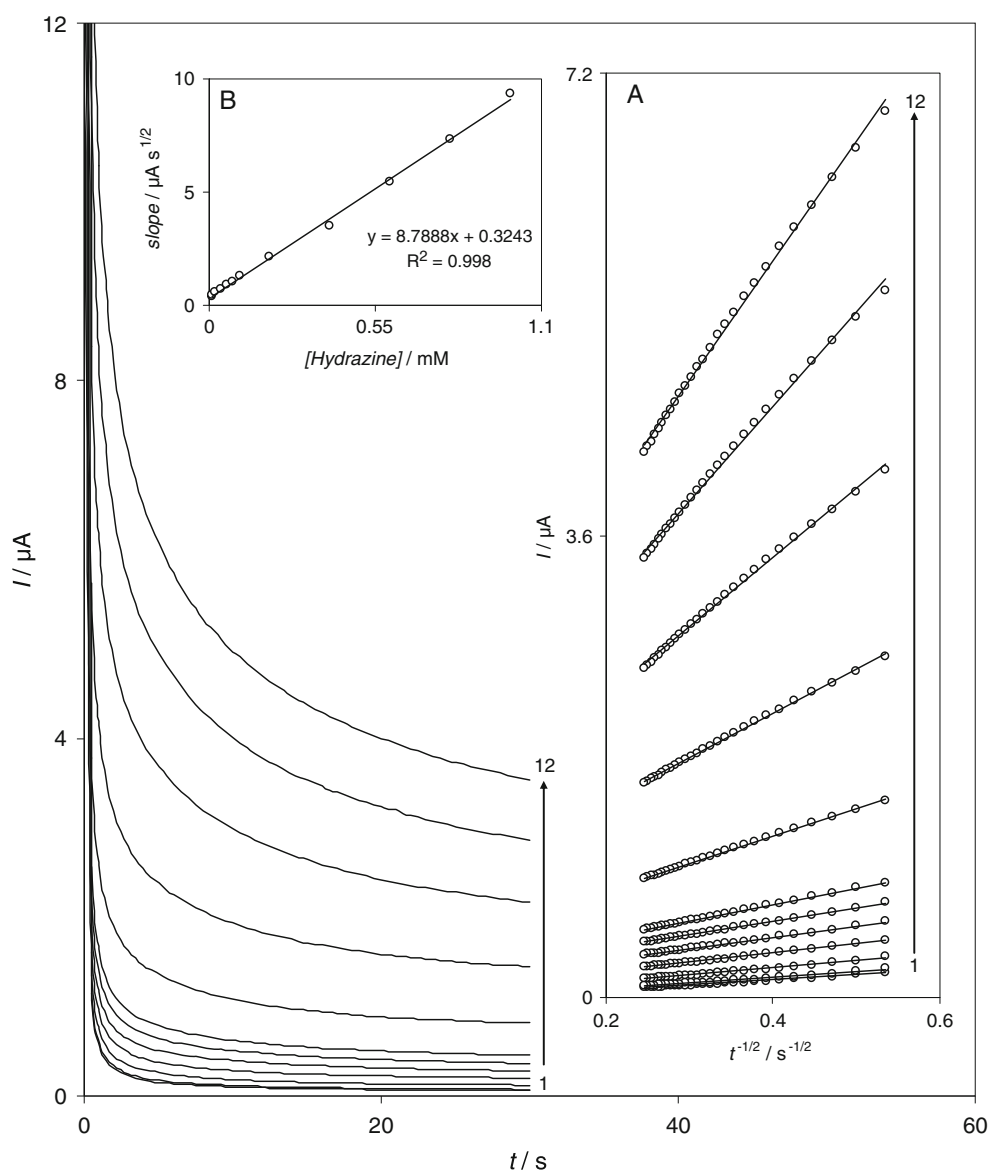 12
8
4
0
I / µA
0
20
40
60
t / s
12
1
B
10
5
0
slope / µA s^1/2
0
0.55
1.1
[Hydrazine] / mM
y = 8.7888x + 0.3243
R² = 0.998
A
7.2
3.6
0
I / µA
0.2
0.4
0.6
t^-1/2 / s^-1/2
12
1